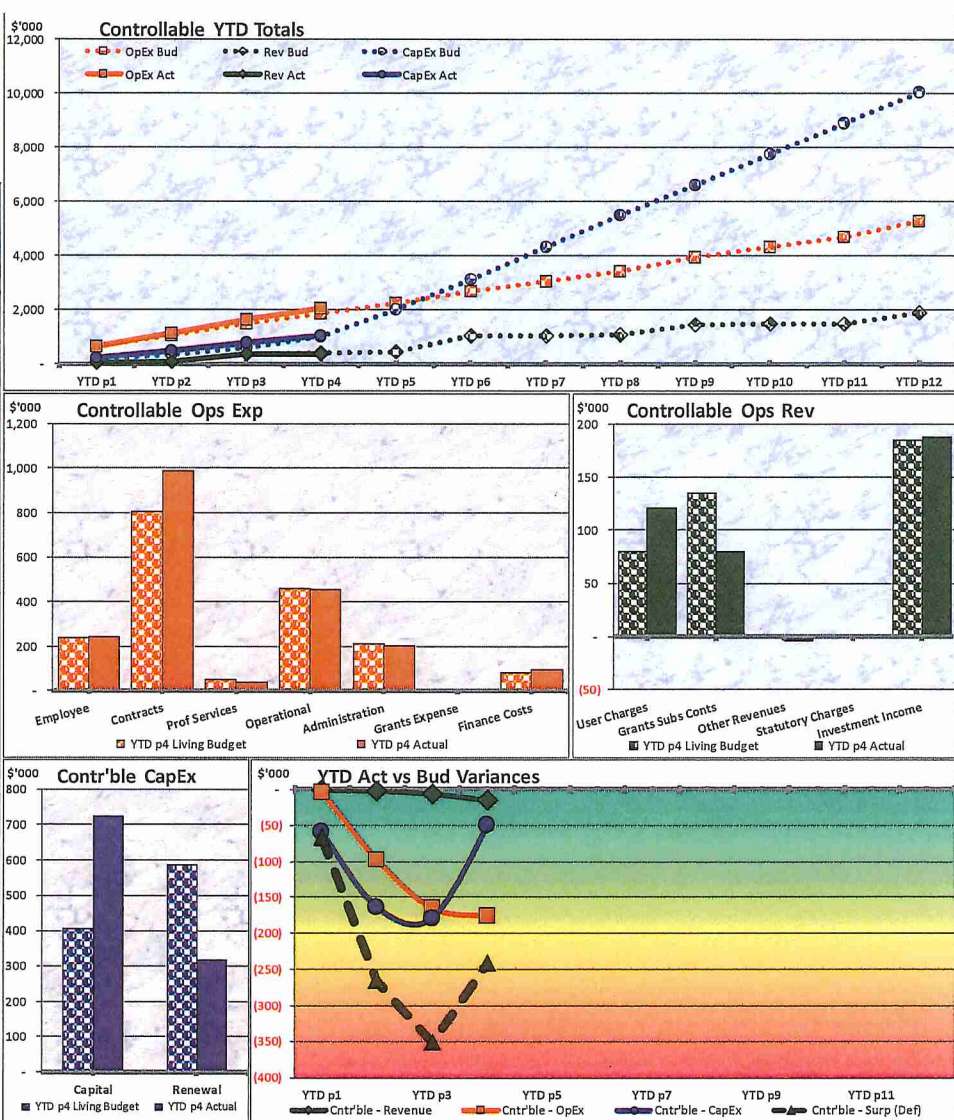 $'000
Controllable YTD Totals
12,000
OpEx Bud
Rev Bud
CapEx Bud
OpEx Act
Rev Act
CapEx Act
10,000
8,000
6,000
4,000
2,000
-
YTD p1 YTD p2 YTD p3 YTD p4 YTD p5 YTD p6 YTD p7 YTD p8 YTD p9 YTD p10 YTD p11 YTD p12
$'000
Controllable Ops Exp
1,200
1,000
800
600
400
200
-
Employee Contracts Prof Services Operational Administration Grants Expense Finance Costs
YTD p4 Living Budget YTD p4 Actual
$'000
Controllable Ops Rev
200
150
100
50
-
(50)
User Charges Grants Subs Conts Other Revenues Statutory Charges Investment Income
YTD p4 Living Budget YTD p4 Actual
$'000
Contr'ble CapEx
800
700
600
500
400
300
200
100
-
Capital Renewal
YTD p4 Living Budget YTD p4 Actual
$'000
YTD Act vs Bud Variances
-
(50)
(100)
(150)
(200)
(250)
(300)
(350)
(400)
YTD p1 YTD p3 YTD p5 YTD p7 YTD p9 YTD p11
Cntr'ble - Revenue Cntr'ble - OpEx Cntr'ble - CapEx Cntr'ble - Surp (Def)